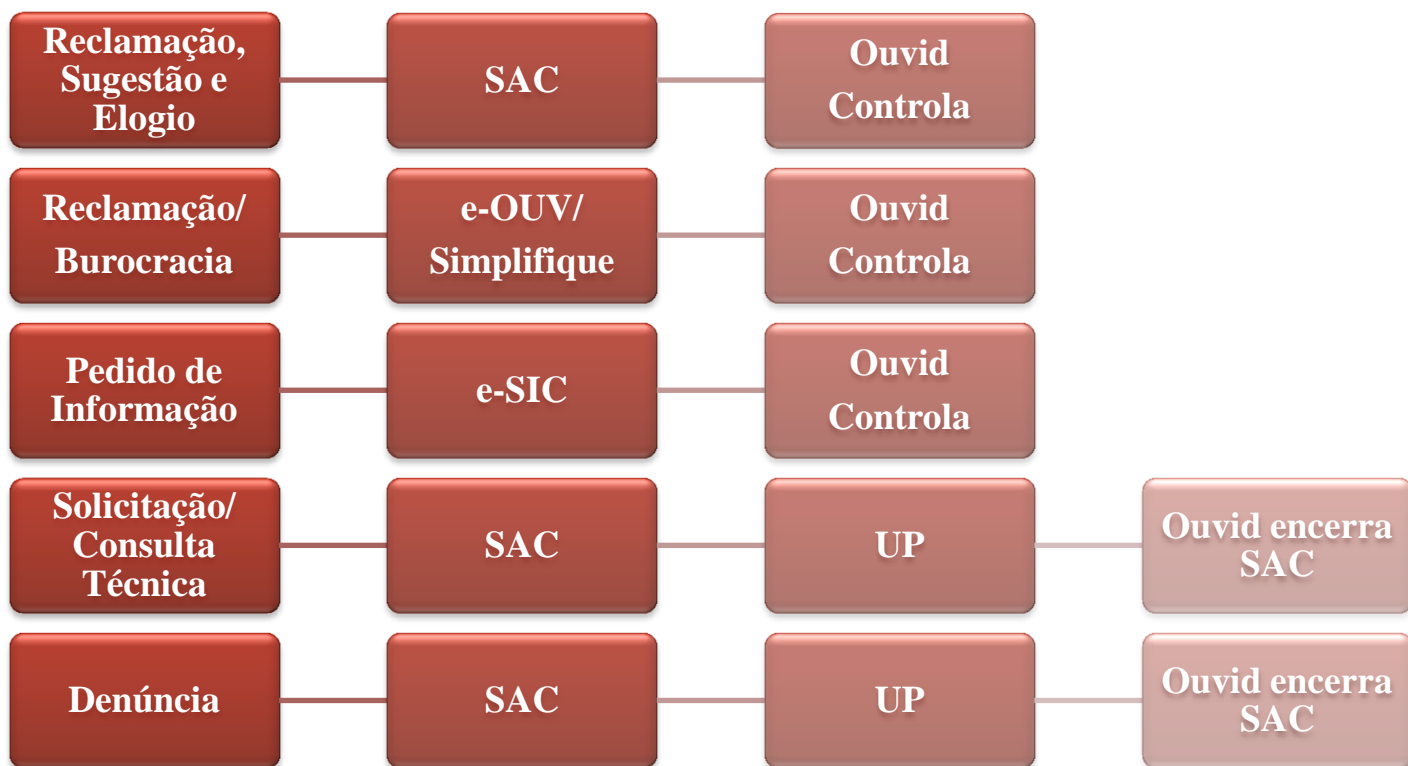 Reclamação,
Sugestão e
Elogio
SAC
Ouvid
Controla
Reclamação/
Burocracia
e-OUV/
Simplifique
Ouvid
Controla
Pedido de
Informação
e-SIC
Ouvid
Controla
Solicitação/
Consulta
Técnica
SAC
UP
Ouvid encerra
SAC
Denúncia
SAC
UP
Ouvid encerra
SAC